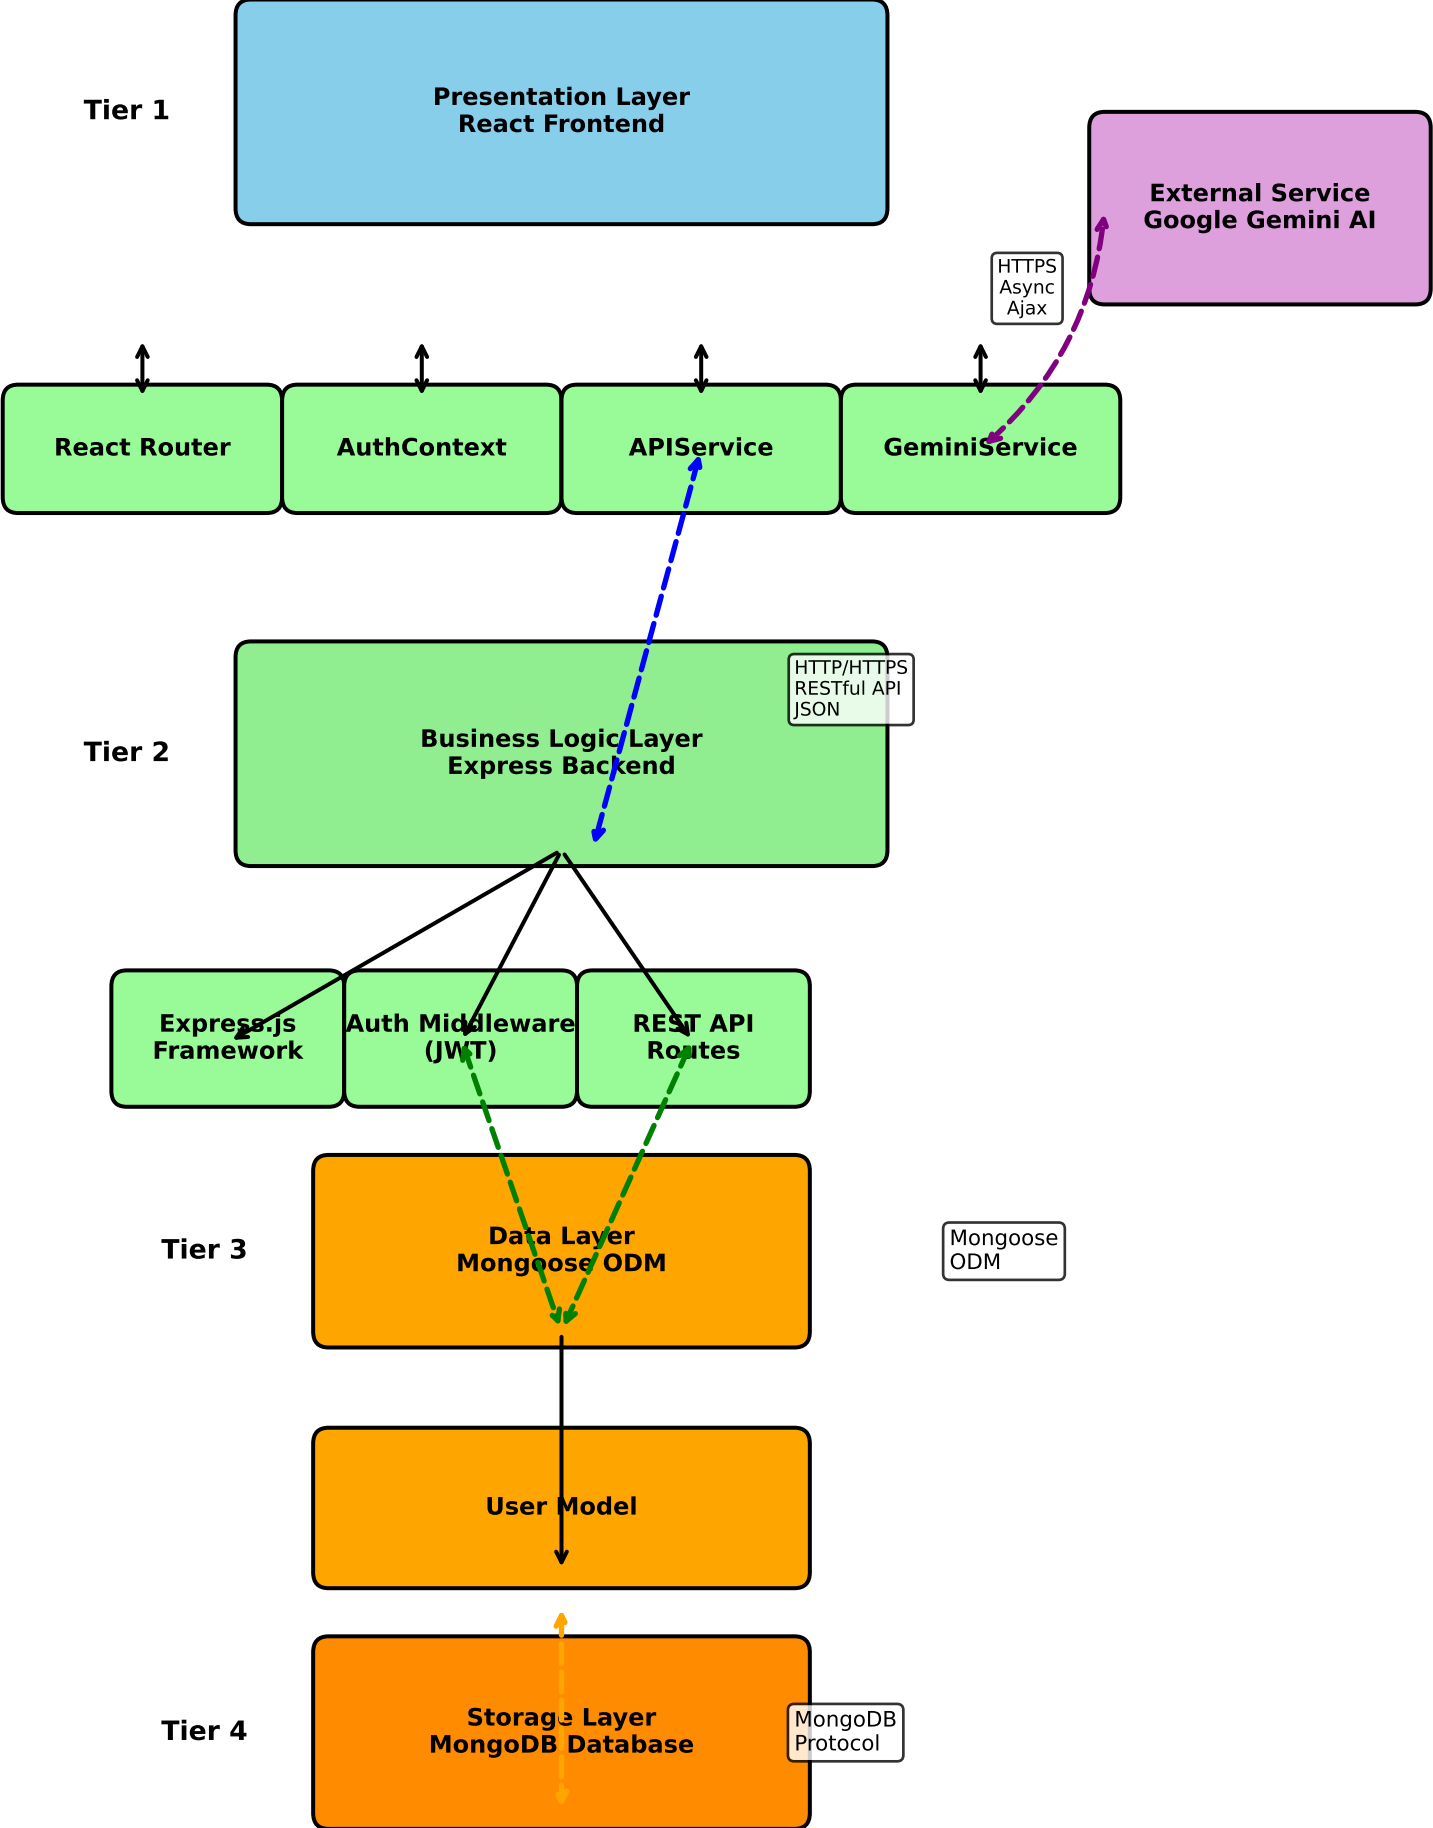 Tier 1
Presentation Layer
React Frontend
External Service
Google Gemini AI
HTTPS
Async
Ajax
React Router
AuthContext
APIService
GeminiService
Tier 2
Business Logic Layer
Express Backend
HTTP/HTTPS
RESTful API
JSON
Express.js
Framework
Auth Middleware
(JWT)
REST API
Routes
Tier 3
Data Layer
Mongoose ODM
Mongoose
ODM
User Model
Tier 4
Storage Layer
MongoDB Database
MongoDB
Protocol